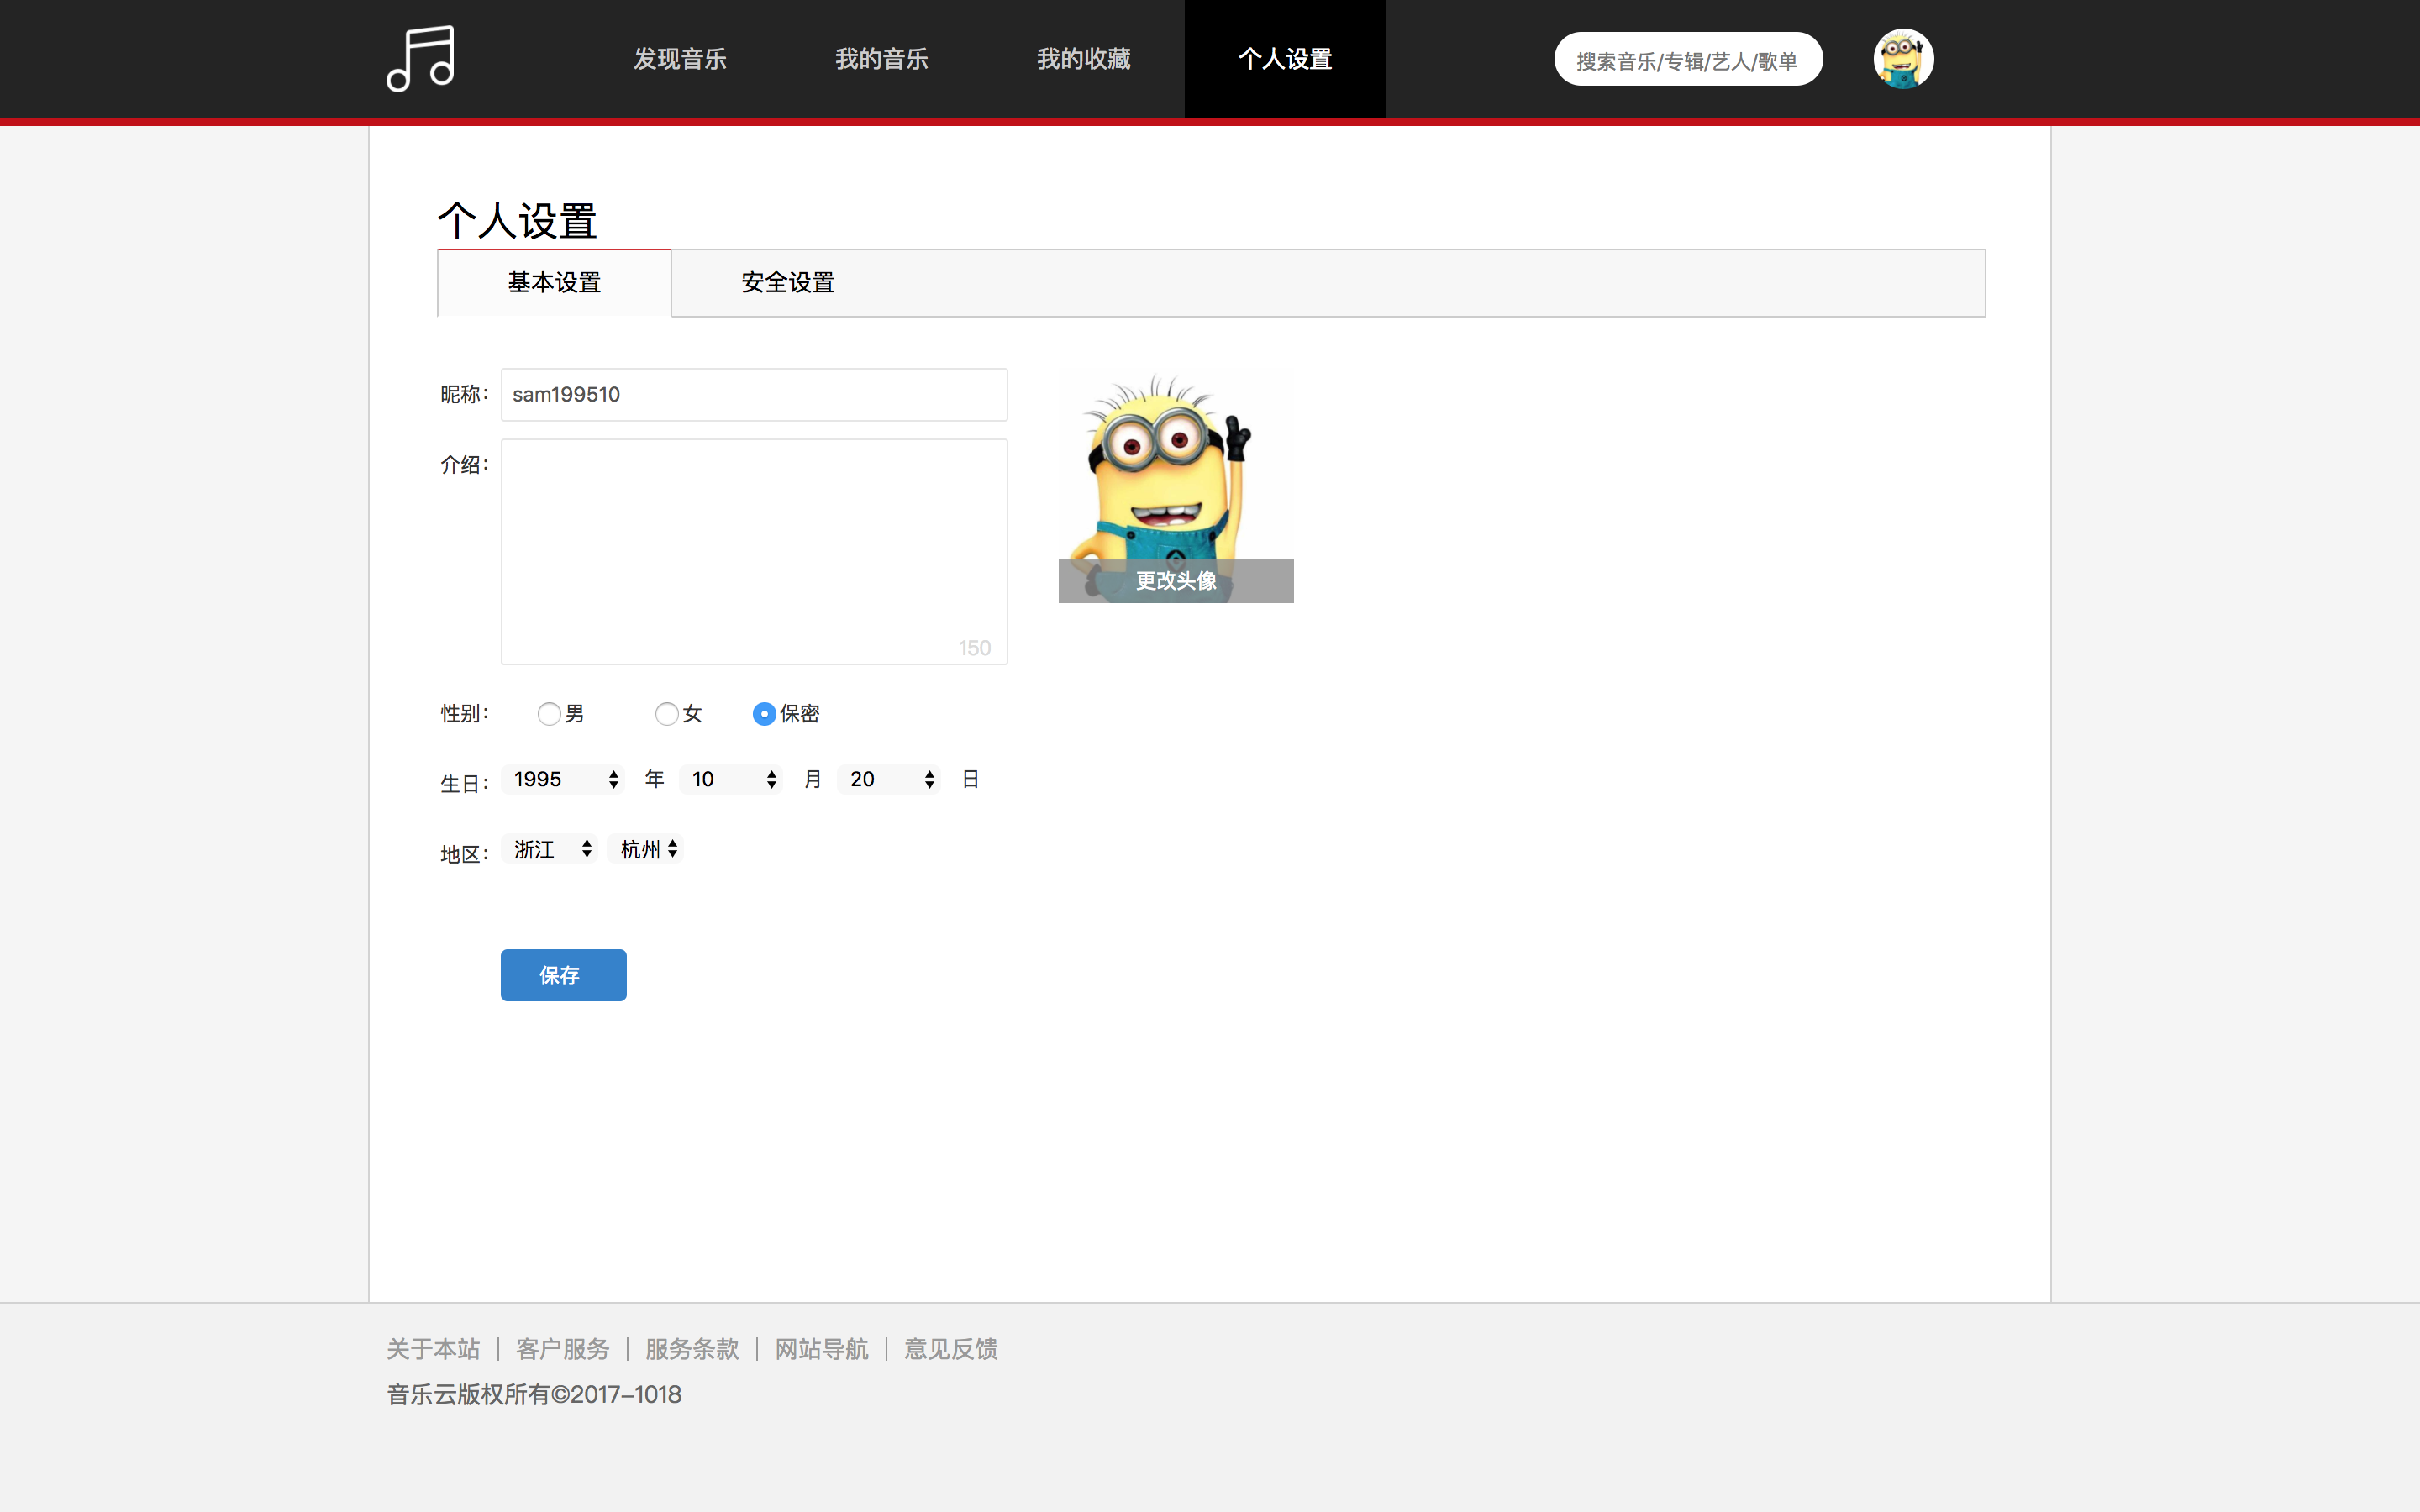 发现音乐 我的音乐 我的收藏 个人设置 搜索音乐/专辑/艺人/歌单
个人设置
基本设置 安全设置
昵称: sam199510
介绍:
150
更改头像
性别: 男 女 保密
生日: 1995 年 10 月 20 日
地区: 浙江 杭州
保存
关于本站 | 客户服务 | 服务条款 | 网站导航 | 意见反馈
音乐云版权所有©2017-1018